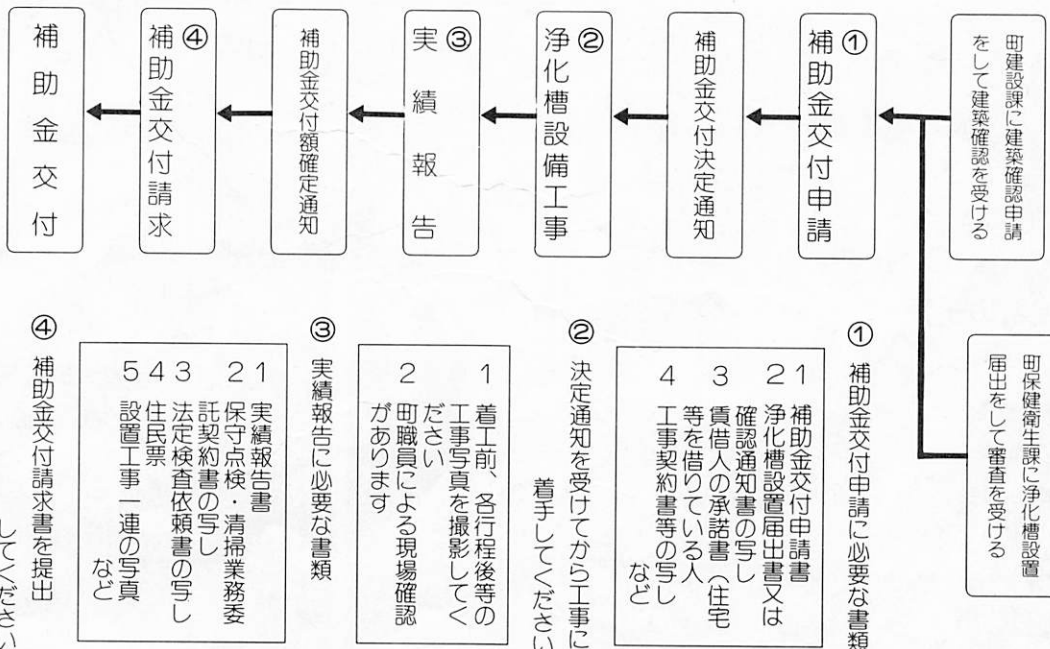 町建設課に建築確認申請
をして建築確認を受ける
町保健衛生課に浄化槽設置
届出をして審査を受ける
①
補助金交付申請
補助金交付決定通知
②
浄化槽設備工事
③
実績報告
補助金交付額確定通知
④
補助金交付請求
補助金交付
① 補助金交付申請に必要な書類
1 補助金交付申請書
2 浄化槽設置届出書又は
確認通知書の写し
3 賃借人の承諾書（住宅
等を借りている人
4 工事契約書等の写し
など
② 決定通知を受けてから工事に
着手してください
1 着工前、各行程後等の
工事写真を撮影してく
ださい
2 町職員による現場確認
があります
③ 実績報告に必要な書類
1 実績報告書
2 保守点検・清掃業務委
託契約書の写し
3 法定検査依頼書の写し
4 住民票
5 設置工事一連の写真
など
④ 補助金交付請求書を提出
してください